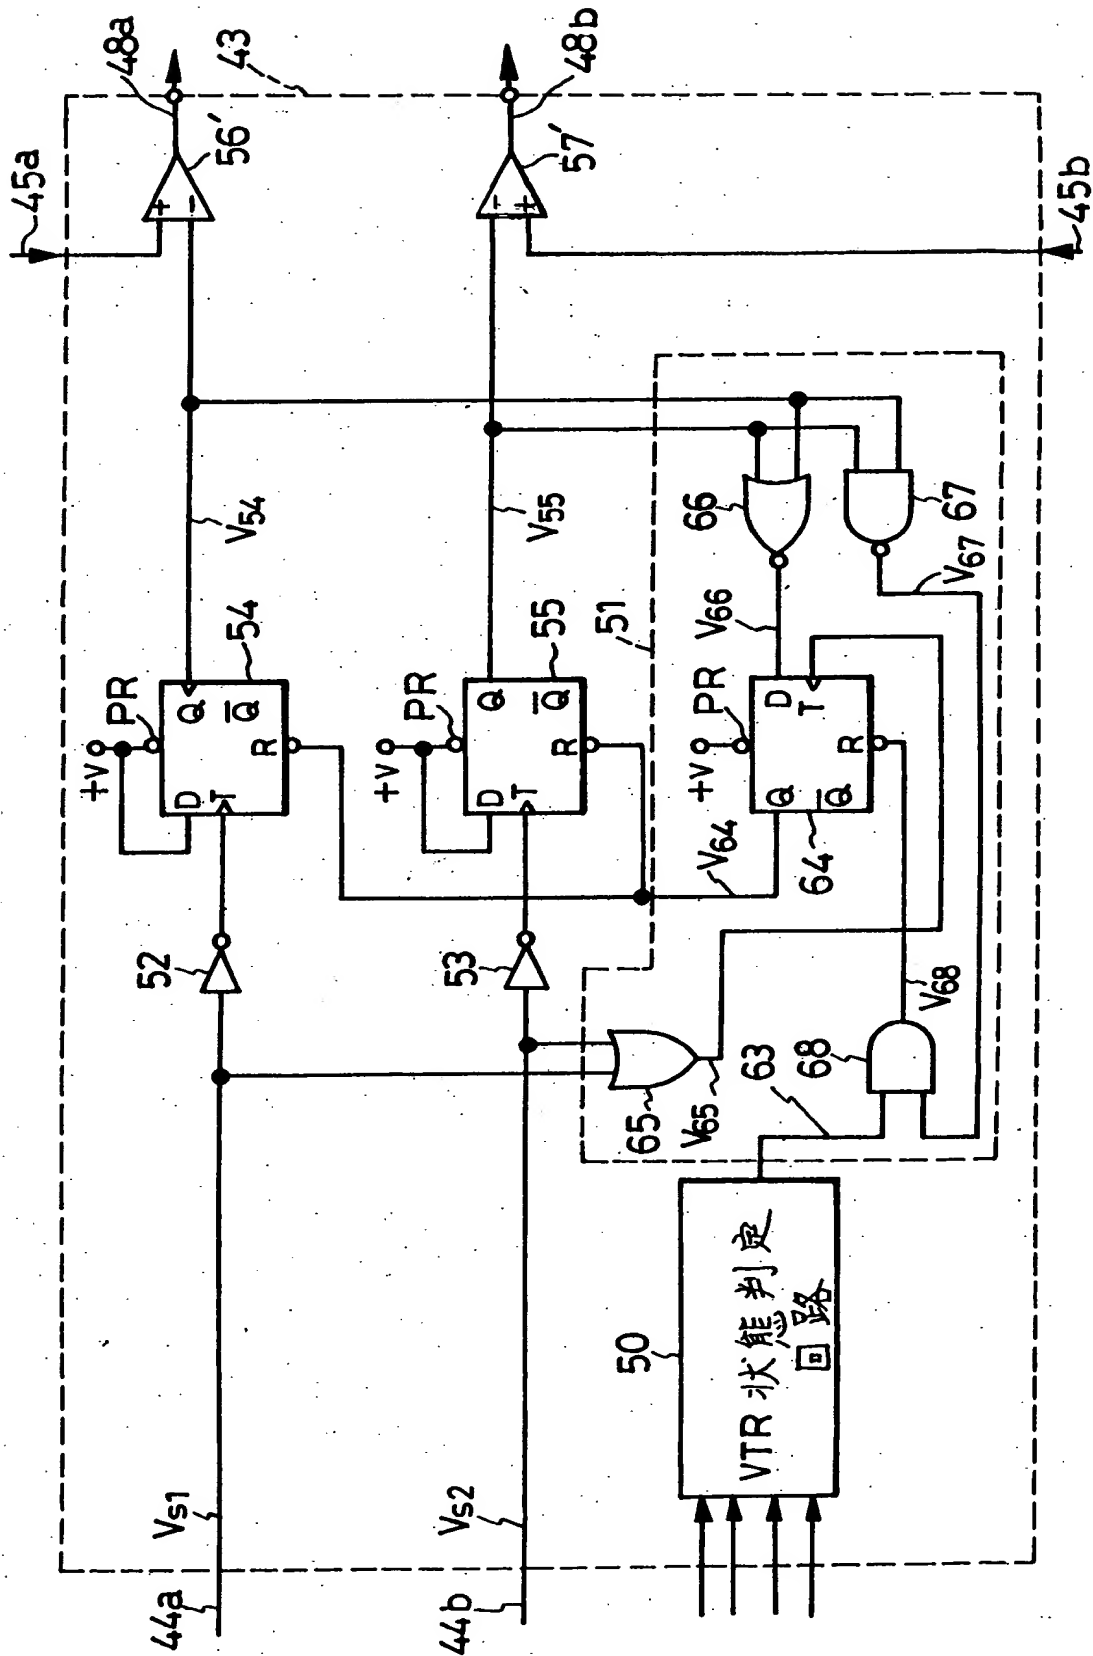 44a
Vs1
52
+V
PR
D
T
Q
Q̅
R
54
V54
45a
+
−
56'
48a
43
44b
Vs2
53
+V
PR
D
T
Q
Q̅
R
55
V55
−
+
57'
48b
45b
51
65
V65
V64
+V
PR
Q
Q̅
D
T
R
64
V66
66
67
V67
V68
68
63
50
VTR 状態判定
回路